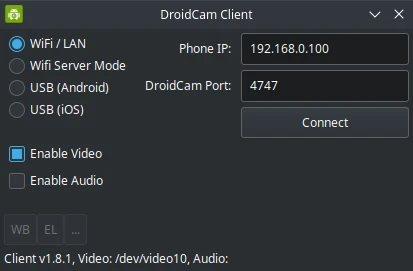 DroidCam Client
WiFi / LAN
Wifi Server Mode
USB (Android)
USB (iOS)
Phone IP: 192.168.0.100
DroidCam Port: 4747
Connect
Enable Video
Enable Audio
WB EL ...
Client v1.8.1, Video: /dev/video10, Audio: